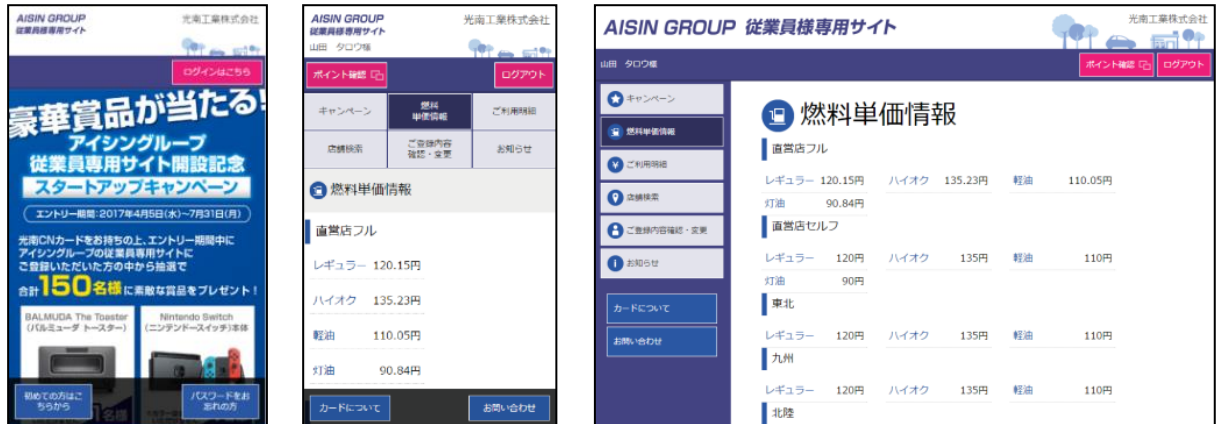 AISIN GROUP
従業員様専用サイト
光南工業株式会社
ログインはこちら
豪華賞品が当たる!
アイシングループ
従業員専用サイト開設記念
スタートアップキャンペーン
エントリー期間:2017年4月5日(水)~7月31日(月)
光南CNカードをお持ちの上、エントリー期間中に
アイシングループの従業員専用サイトに
ご登録いただいた方の中から抽選で
合計150名様に素敵な賞品をプレゼント!
BALMUDA The Toaster
(バルミューダ トースター)
Nintendo Switch
(ニンテンドースイッチ)本体
初めての方はこ
ちらから
パスワードをお
忘れの方
AISIN GROUP
従業員様専用サイト
光南工業株式会社
山田 タロウ様
ポイント確認
ログアウト
キャンペーン
燃料
単価情報
ご利用明細
店舗検索
ご登録内容
確認・変更
お知らせ
燃料単価情報
直営店フル
レギュラー 120.15円
ハイオク 135.23円
軽油 110.05円
灯油 90.84円
カードについて
お問い合わせ
AISIN GROUP 従業員様専用サイト
光南工業株式会社
山田 タロウ様
ポイント確認
ログアウト
キャンペーン
燃料単価情報
ご利用明細
店舗検索
ご登録内容確認・変更
お知らせ
カードについて
お問い合わせ
燃料単価情報
直営店フル
レギュラー 120.15円 ハイオク 135.23円 軽油 110.05円
灯油 90.84円
直営店セルフ
レギュラー 120円 ハイオク 135円 軽油 110円
灯油 90円
東北
レギュラー 120円 ハイオク 135円 軽油 110円
九州
レギュラー 120円 ハイオク 135円 軽油 110円
北陸